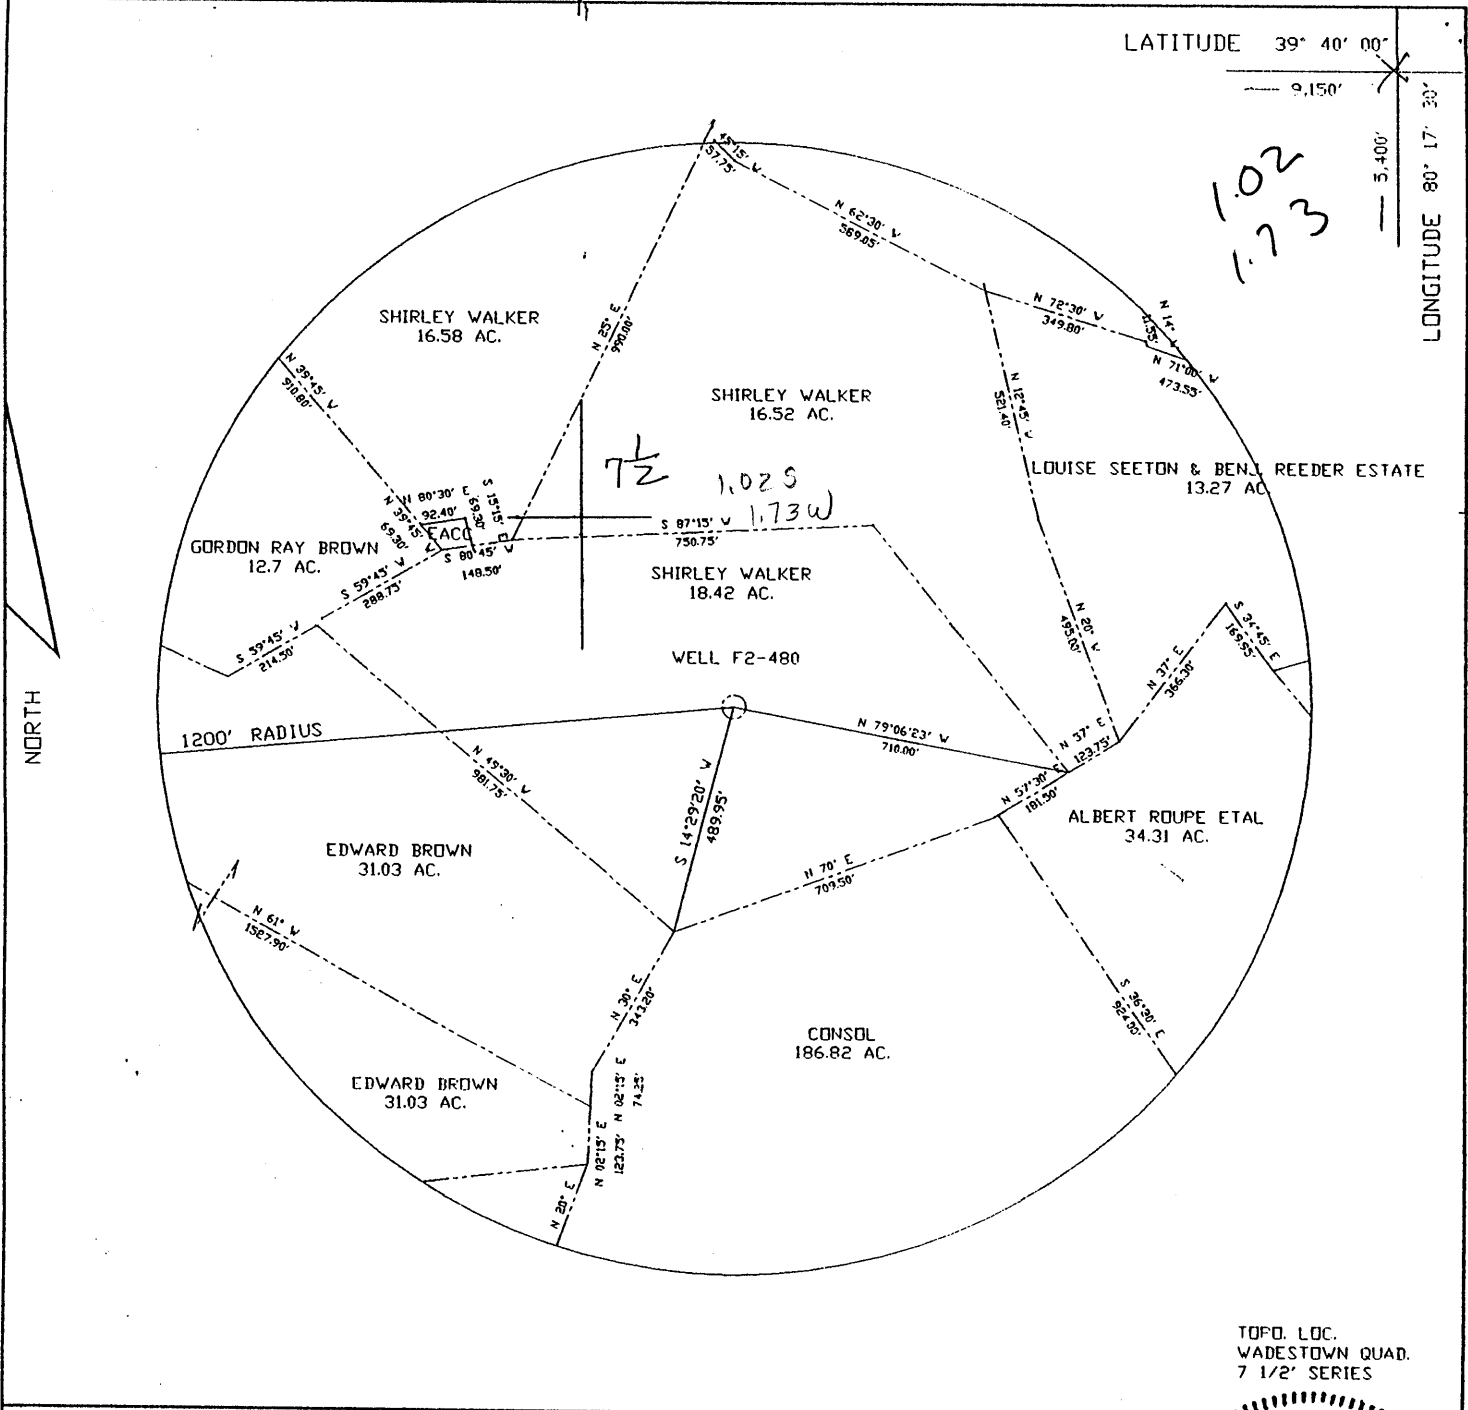 LATITUDE 39° 40' 00"
9,150'
5,400'
LONGITUDE 80° 17' 30"
1.02
1.73
45°15' W
57.75'
N 62°30' W
569.05'
N 72°30' W
349.80'
N 14° W
N 71°00' W
473.55'
SHIRLEY WALKER
16.58 AC.
N 25° E
990.00'
N 39°45' W
910.80'
SHIRLEY WALKER
16.52 AC.
N 12°45' W
521.40'
LOUISE SEETON & BENJ. REEDER ESTATE
13.27 AC.
7 1/2
1.02 S
1.73 W
N 80°30' E
92.40'
S 15°15' E
69.30'
N 39°45' W
69.30'
EACC
S 80°45' W
148.50'
S 87°15' W
750.75'
GORDON RAY BROWN
12.7 AC.
S 59°45' W
288.75'
SHIRLEY WALKER
18.42 AC.
N 20° W
495.00'
S 34°45' E
169.95'
N 37° E
366.30'
S 59°45' W
214.50'
WELL F2-480
NORTH
1200' RADIUS
N 79°06'23" W
710.00'
N 37° E
123.75'
N 49°30' W
981.75'
S 14°29'20" W
489.95'
N 57°30' E
181.50'
ALBERT ROUPE ETAL
34.31 AC.
EDWARD BROWN
31.03 AC.
N 70° E
709.50'
N 61° W
1527.90'
N 30° E
343.20'
S 36°30' E
924.00'
CONSOL
186.82 AC.
EDWARD BROWN
31.03 AC.
N 02°15' E
74.25'
N 02°15' E
123.75'
N 20° E
TOPO. LOC.
WADESTOWN QUAD.
7 1/2' SERIES